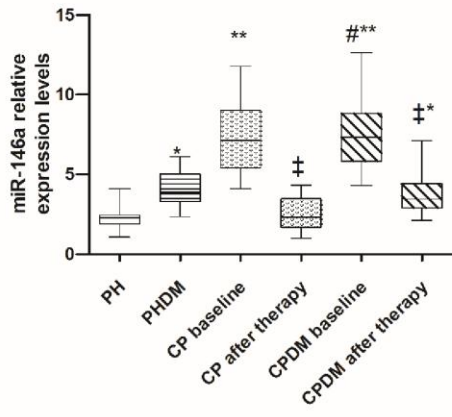 miR-146a relative
expression levels
15
10
5
0
*
**
‡
#**
‡*
PH
PHDM
CP baseline
CP after therapy
CPDM baseline
CPDM after therapy